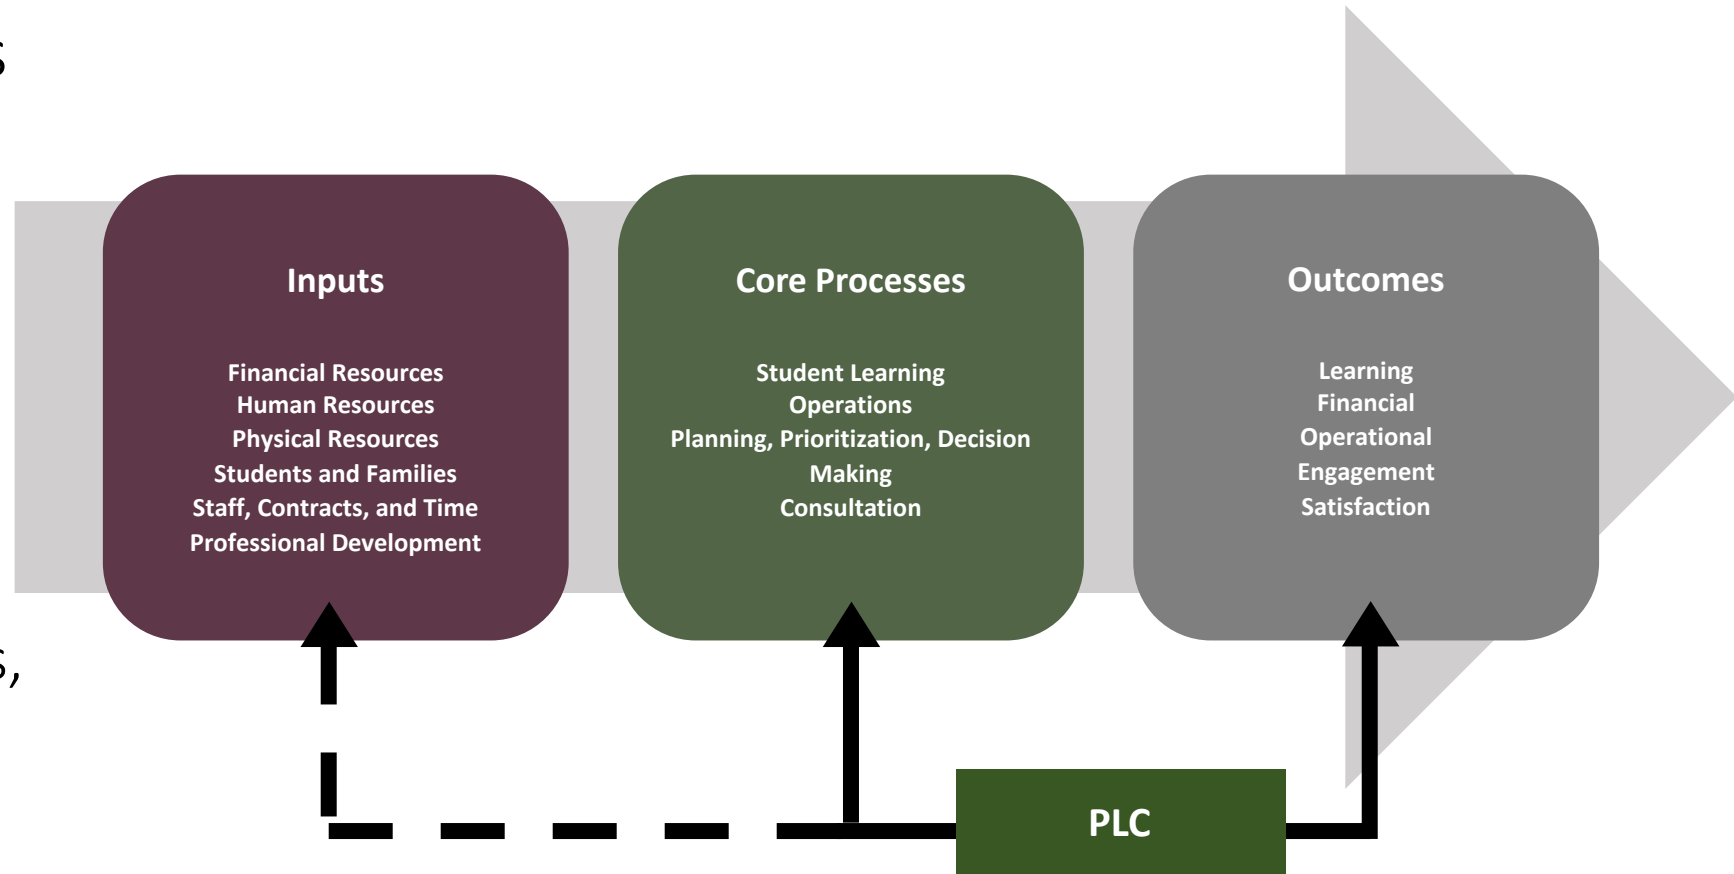 s
Inputs
Financial Resources
Human Resources
Physical Resources
Students and Families
Staff, Contracts, and Time
Professional Development
Core Processes
Student Learning
Operations
Planning, Prioritization, Decision
Making
Consultation
Outcomes
Learning
Financial
Operational
Engagement
Satisfaction
s,
PLC